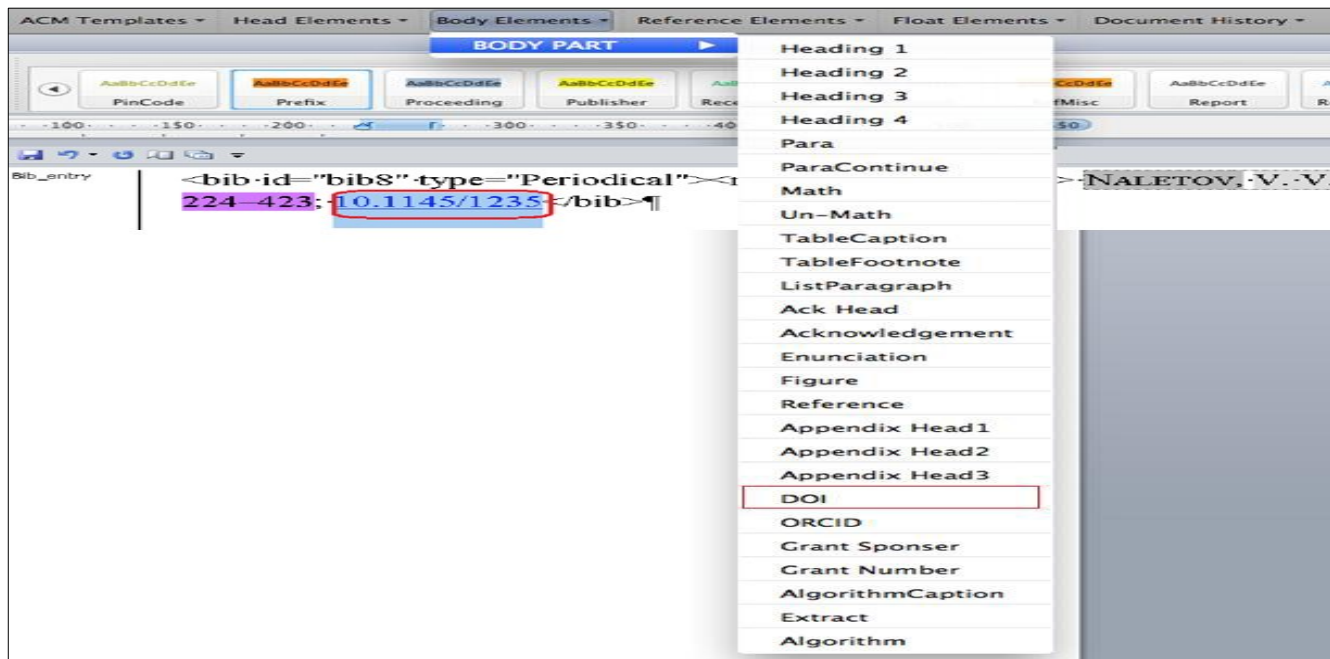 ACM Templates Head Elements Body Elements Reference Elements Float Elements Document History
BODY PART
Heading 1
Heading 2
Heading 3
Heading 4
Para
ParaContinue
Math
Un-Math
TableCaption
TableFootnote
ListParagraph
Ack Head
Acknowledgement
Enunciation
Figure
Reference
Appendix Head1
Appendix Head2
Appendix Head3
DOI
ORCID
Grant Sponser
Grant Number
AlgorithmCaption
Extract
Algorithm
AaBbCcDdEe AaBbCcDdEe AaBbCcDdEe AaBbCcDdEe AaBbCcDdEe
PinCode Prefix Proceeding Publisher Report
100 150 200 300 350
Bib_entry
<bib·id="bib8"·type="Periodical"> NALETOV,·V.·V.
224–423;·10.1145/1235</bib>¶